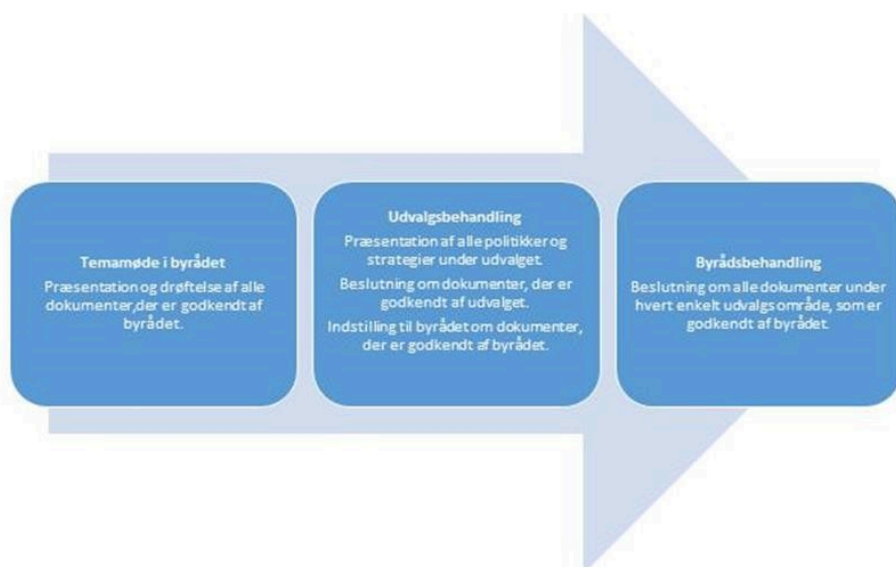 Temamøde i byrådet
Præsentation og drøftelse af alle
dokumenter,der er godkendt af
byrådet.
Udvalgsbehandling
Præsentation af alle politikker og
strategier under udvalget.
Beslutning om dokumenter, der er
godkendt af udvalget.
Indstilling til byrådet om dokumenter,
der er godkendt af byrådet.
Byrådsbehandling
Beslutning om alle dokumenter under
hvert enkelt udvalgs område, som er
godkendt af byrådet.